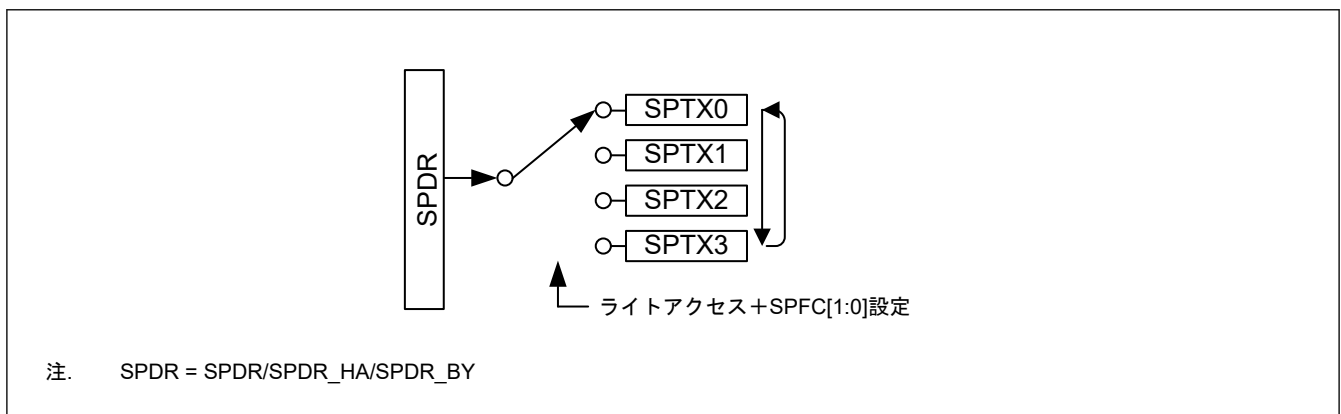 SPDR
SPTX0
SPTX1
SPTX2
SPTX3
ライトアクセス+SPFC[1:0]設定
注. SPDR = SPDR/SPDR_HA/SPDR_BY